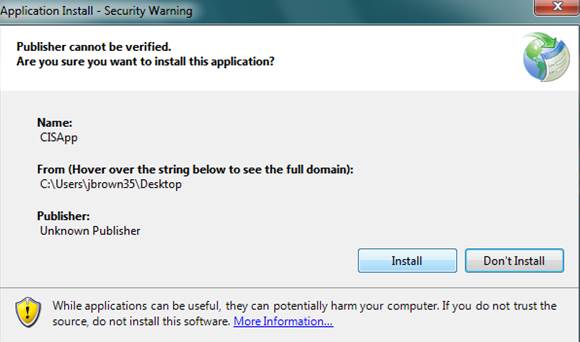 Application Install - Security Warning
Publisher cannot be verified.
Are you sure you want to install this application?
Name:
CISApp
From (Hover over the string below to see the full domain):
C:\Users\jbrown35\Desktop
Publisher:
Unknown Publisher
Install
Don't Install
While applications can be useful, they can potentially harm your computer. If you do not trust the
source, do not install this software. More Information...